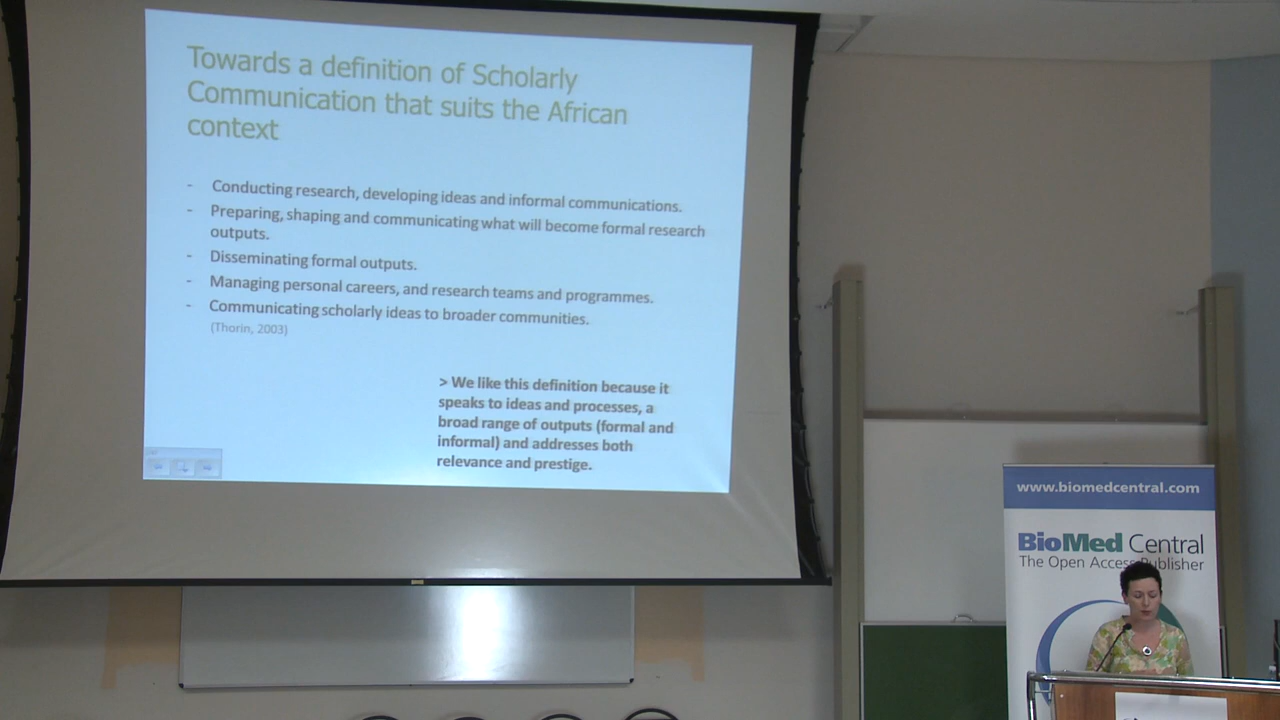 Towards a definition of Scholarly
Communication that suits the African
context
- Conducting research, developing ideas and informal communications.
- Preparing, shaping and communicating what will become formal research
outputs.
- Disseminating formal outputs.
- Managing personal careers, and research teams and programmes.
- Communicating scholarly ideas to broader communities.
(Thorin, 2003)
> We like this definition because it
speaks to ideas and processes, a
broad range of outputs (formal and
informal) and addresses both
relevance and prestige.
www.biomedcentral.com
BioMed Central
The Open Access Publisher